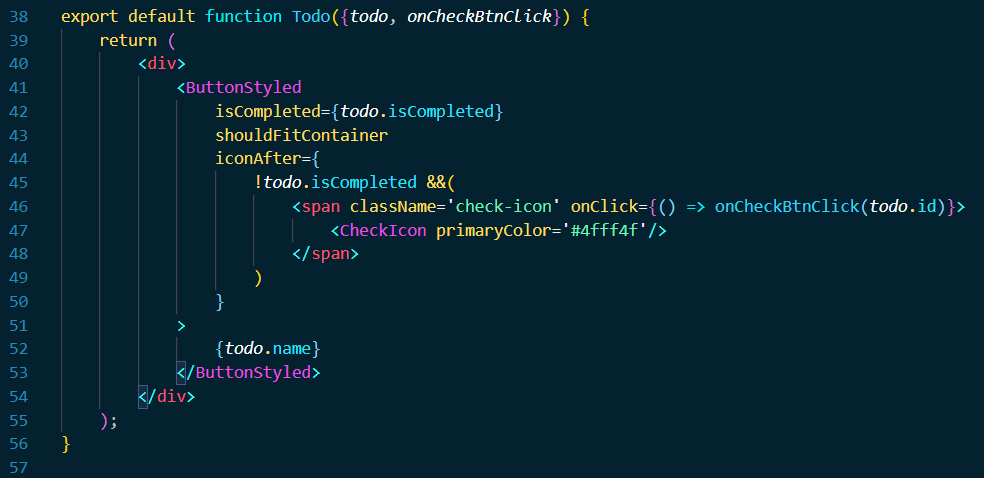 38 export default function Todo({todo, onCheckBtnClick}) {
39     return (
40         <div>
41             <ButtonStyled
42                 isCompleted={todo.isCompleted}
43                 shouldFitContainer
44                 iconAfter={
45                     !todo.isCompleted &&(
46                         <span className='check-icon' onClick={() => onCheckBtnClick(todo.id)}>
47                             <CheckIcon primaryColor='#4fff4f'/>
48                         </span>
49                     )
50                 }
51             >
52                 {todo.name}
53             </ButtonStyled>
54         </div>
55     );
56 }
57